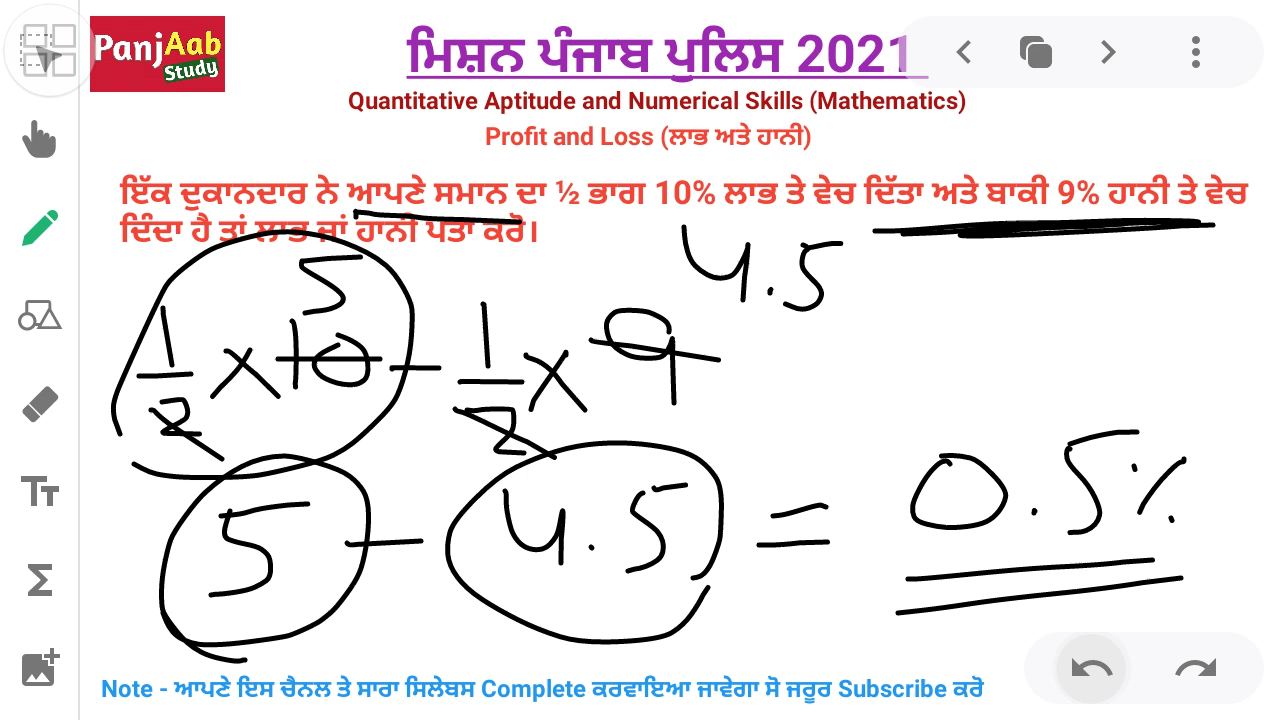 PanjAab
Study
ਮਿਸ਼ਨ ਪੰਜਾਬ ਪੁਲਿਸ 2021
Quantitative Aptitude and Numerical Skills (Mathematics)
Profit and Loss (ਲਾਭ ਅਤੇ ਹਾਨੀ)
ਇੱਕ ਦੁਕਾਨਦਾਰ ਨੇ ਆਪਣੇ ਸਮਾਨ ਦਾ ½ ਭਾਗ 10% ਲਾਭ ਤੇ ਵੇਚ ਦਿੱਤਾ ਅਤੇ ਬਾਕੀ 9% ਹਾਨੀ ਤੇ ਵੇਚ
ਦਿੰਦਾ ਹੈ ਤਾਂ ਲਾਭ ਜਾਂ ਹਾਨੀ ਪਤਾ ਕਰੋ।
5 4.5
1/2 × 10 - 1/2 × 9
5 - 4.5 = 0.5%
Note - ਆਪਣੇ ਇਸ ਚੈਨਲ ਤੇ ਸਾਰਾ ਸਿਲੇਬਸ Complete ਕਰਵਾਇਆ ਜਾਵੇਗਾ ਸੋ ਜਰੂਰ Subscribe ਕਰੋ